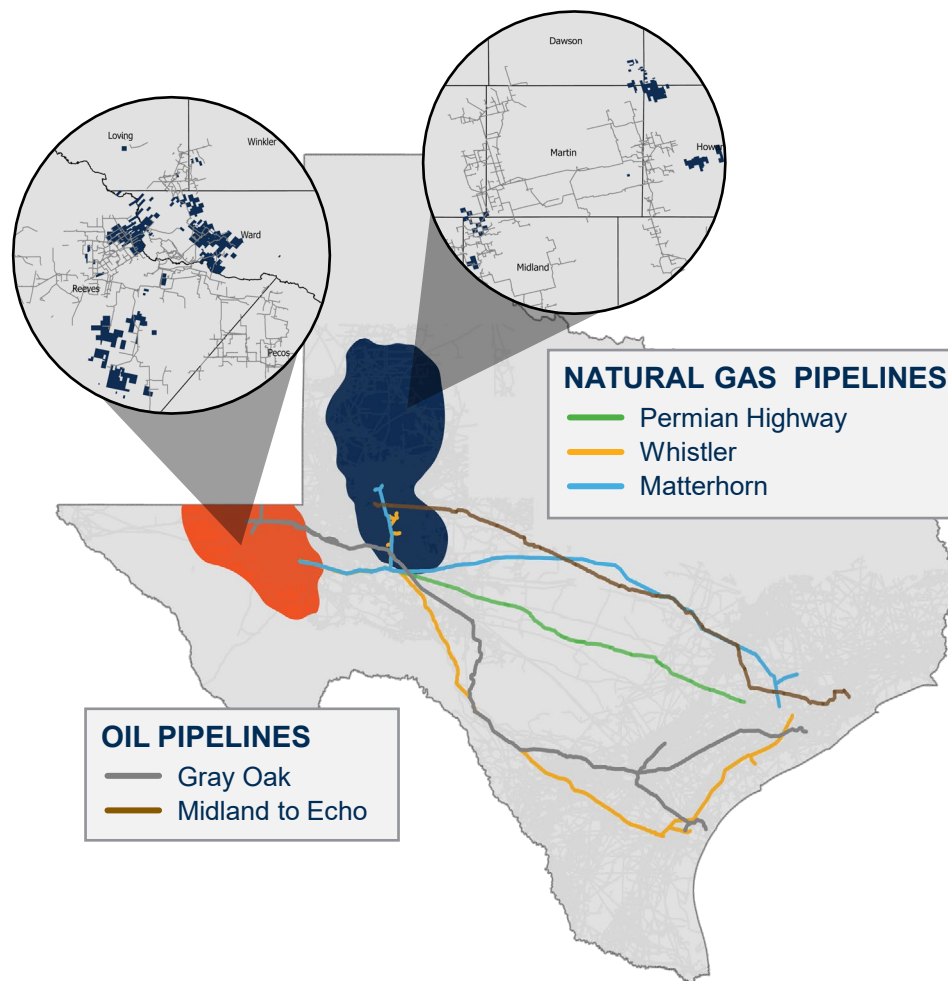 Dawson
Martin
Midland
Loving
Winkler
Ward
Reeves
Pecos
NATURAL GAS PIPELINES
Permian Highway
Whistler
Matterhorn
OIL PIPELINES
Gray Oak
Midland to Echo